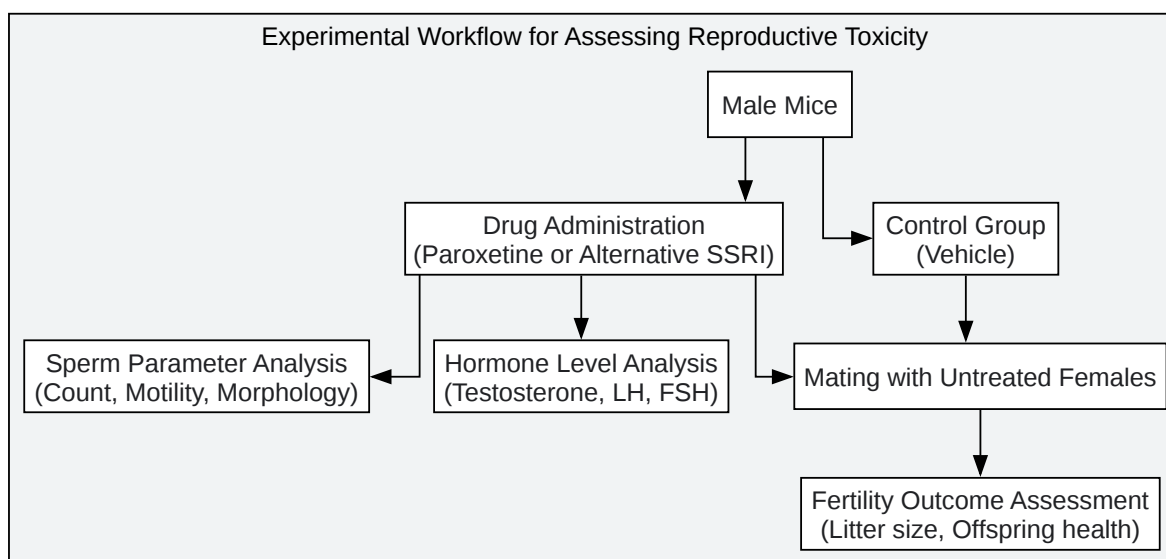 Experimental Workflow for Assessing Reproductive Toxicity
Male Mice
Drug Administration
(Paroxetine or Alternative SSRI)
Control Group
(Vehicle)
Sperm Parameter Analysis
(Count, Motility, Morphology)
Hormone Level Analysis
(Testosterone, LH, FSH)
Mating with Untreated Females
Fertility Outcome Assessment
(Litter size, Offspring health)